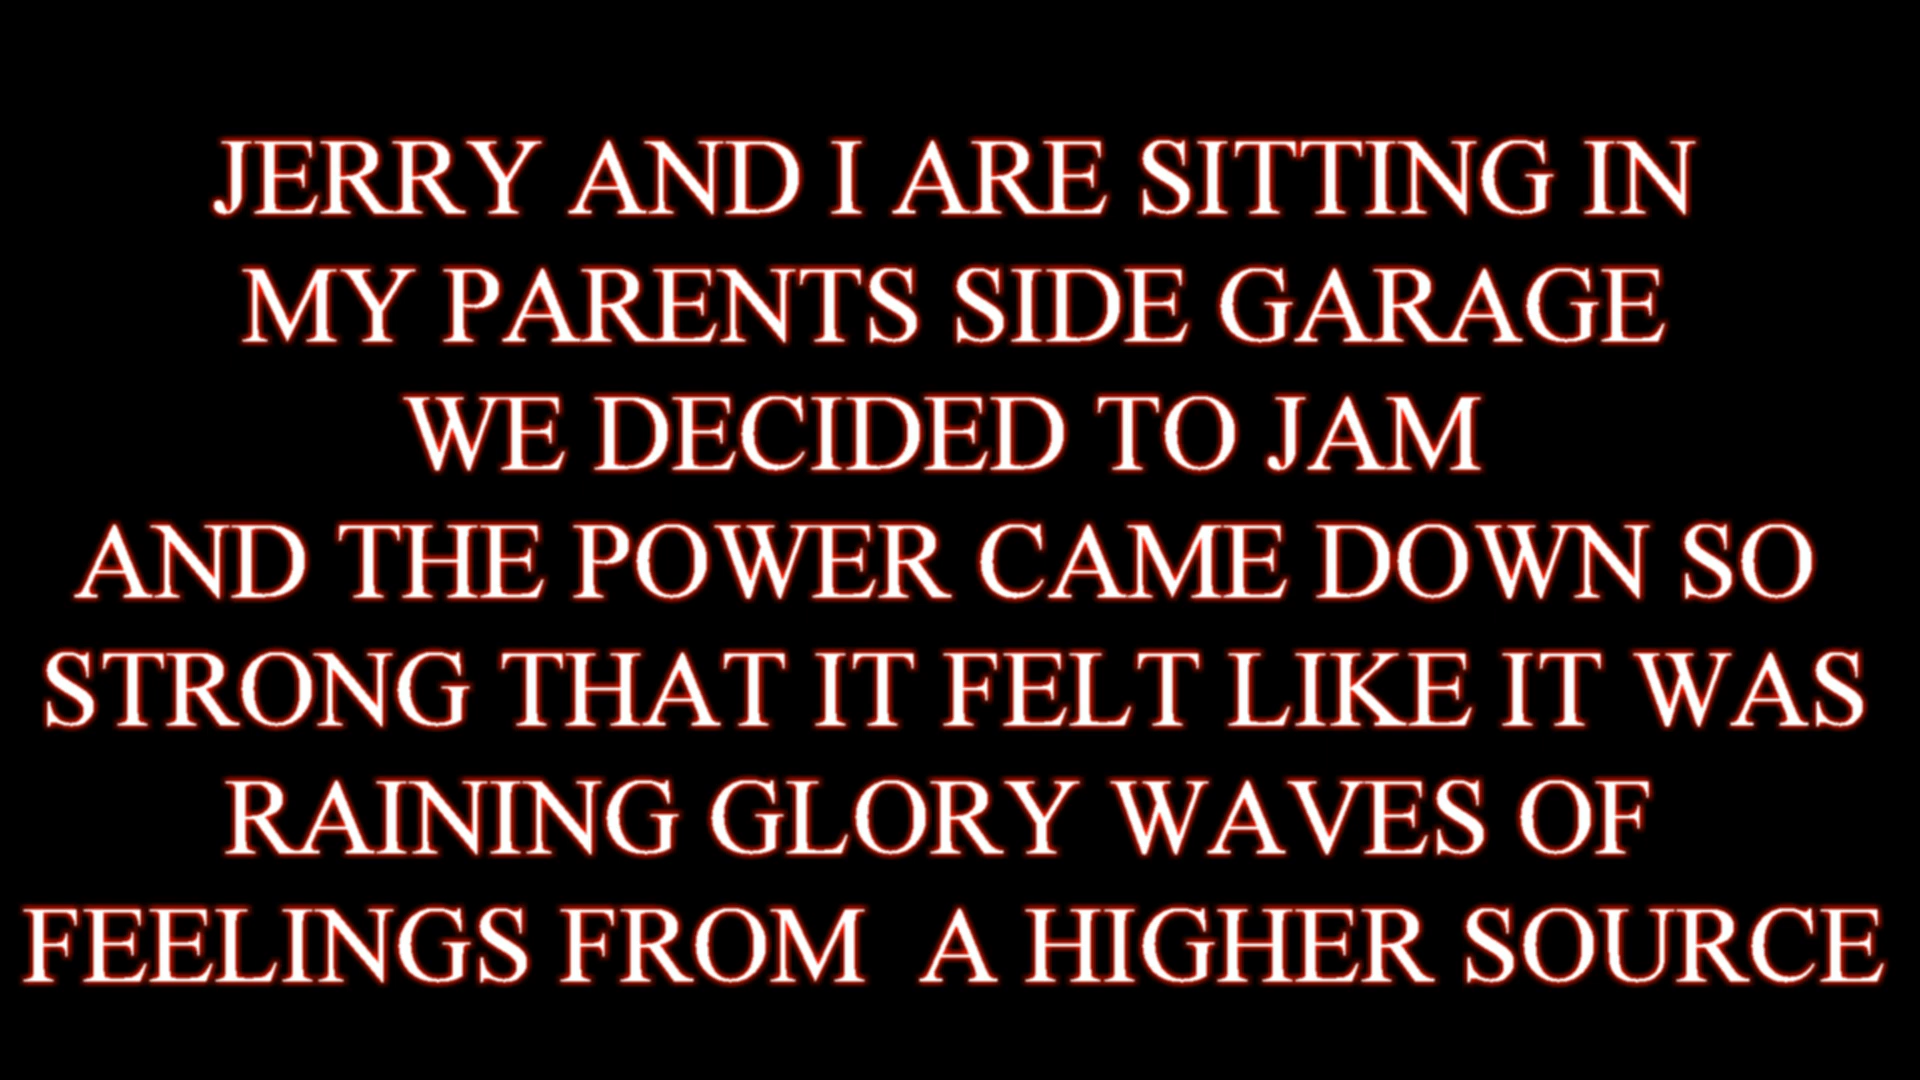 JERRY AND I ARE SITTING IN
MY PARENTS SIDE GARAGE
WE DECIDED TO JAM
AND THE POWER CAME DOWN SO
STRONG THAT IT FELT LIKE IT WAS
RAINING GLORY WAVES OF
FEELINGS FROM  A HIGHER SOURCE